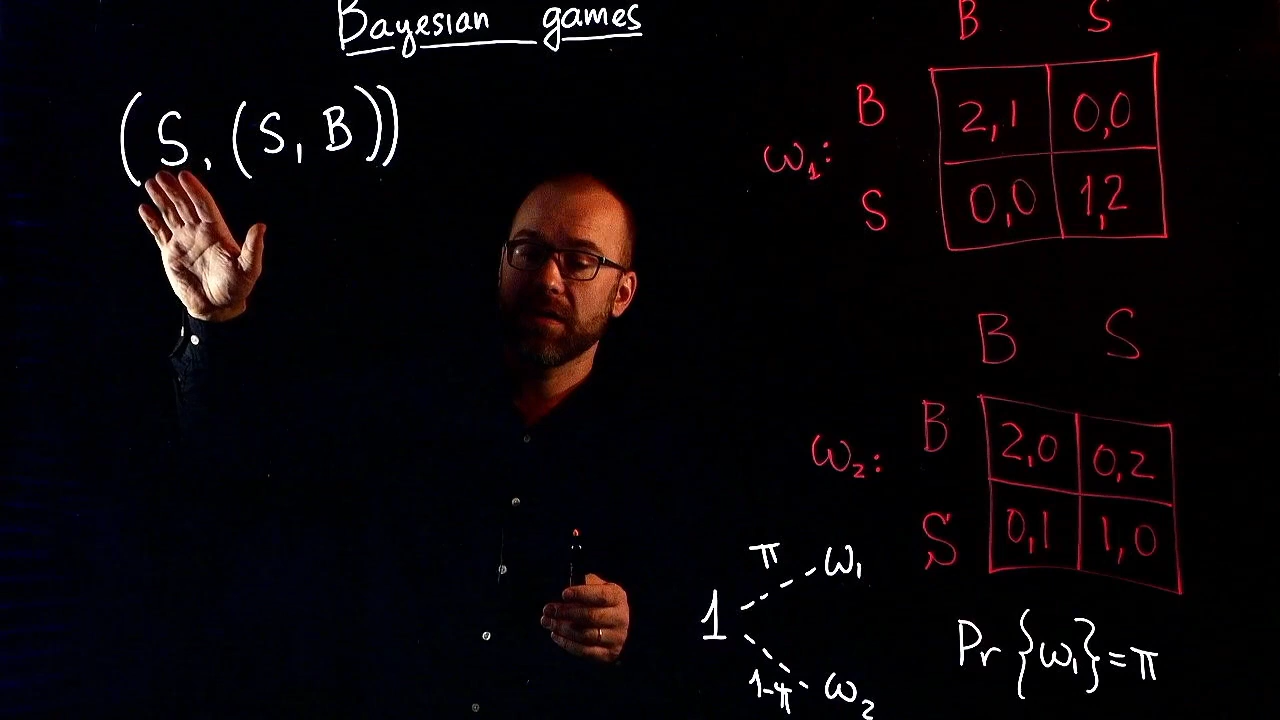 Bayesian games
(S, (S, B))
B S
ω₁:
B 2,1 0,0
S 0,0 1,2
B S
ω₂:
B 2,0 0,2
S 0,1 1,0
π ω₁
1
1-π ω₂
Pr {ω₁} = π